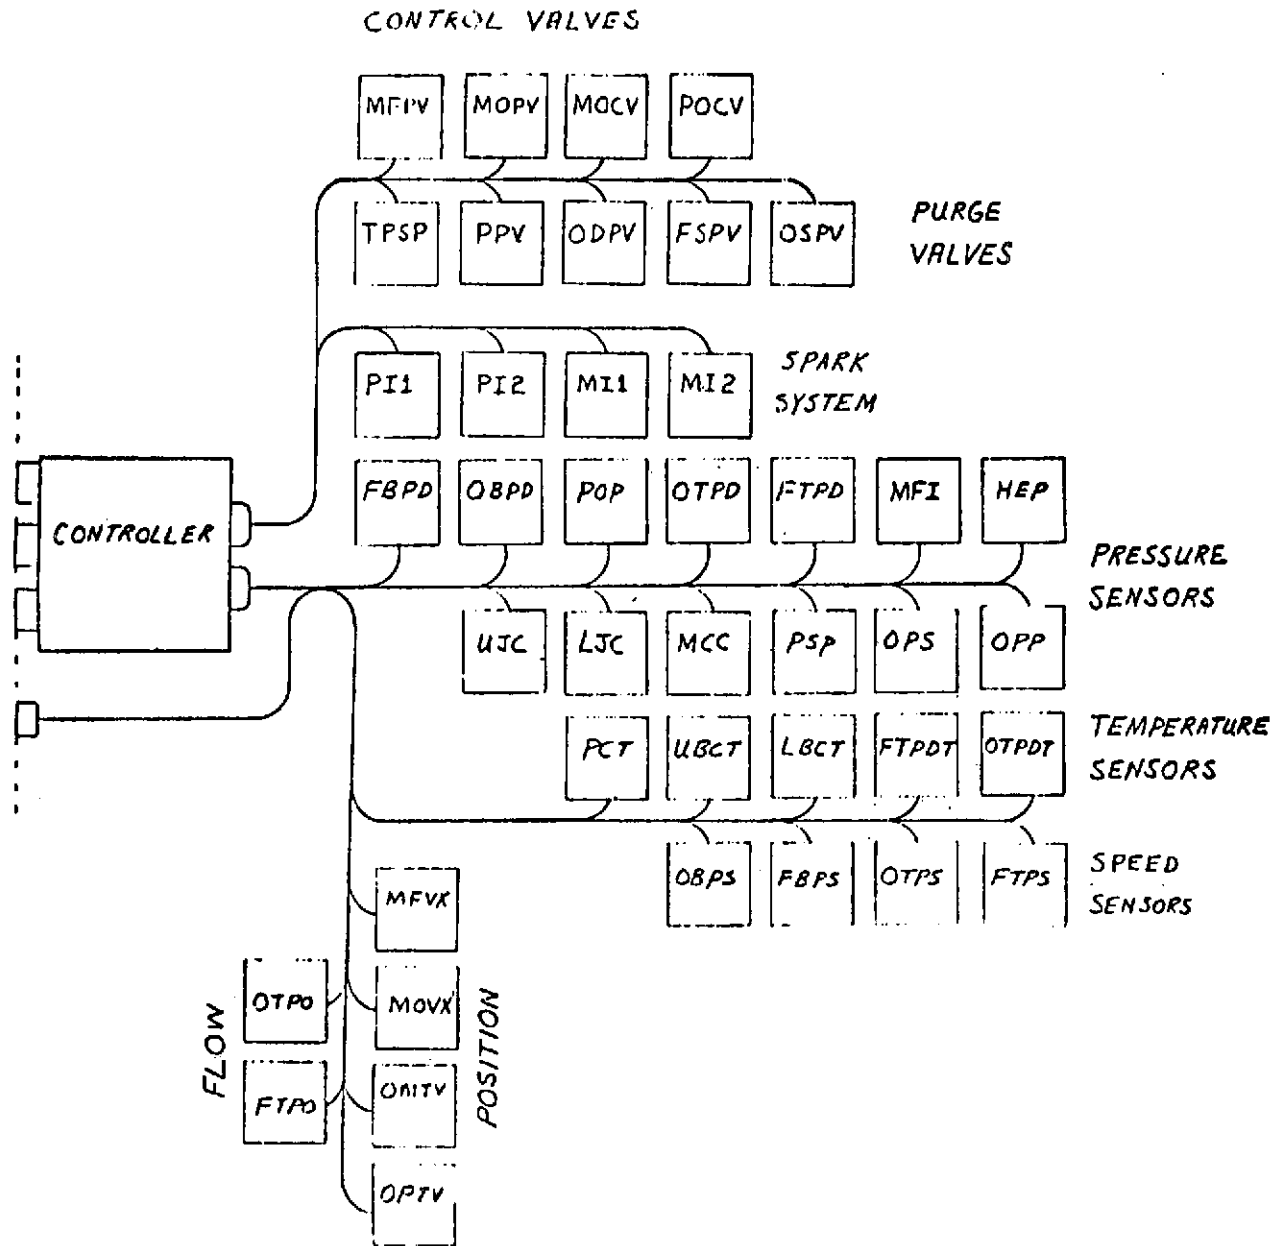 CONTROL VALVES
MFPV MOPV MOCV POCV
TPSP PPV ODPV FSPV OSPV
PURGE
VALVES
PI1 PI2 MI1 MI2
SPARK
SYSTEM
CONTROLLER
FBPD OBPD POP OTPD FTPD MFI HEP
PRESSURE
SENSORS
UJC LJC MCC PSP OPS OPP
PCT UBCT LBCT FTPDT OTPDT
TEMPERATURE
SENSORS
OBPS FBPS OTPS FTPS
SPEED
SENSORS
MFVX
OTPO MOVX
FLOW
POSITION
FTPO
OPTV